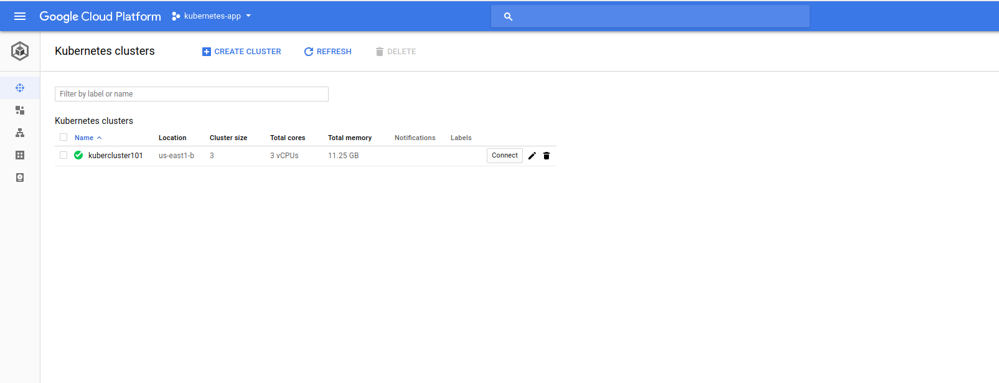 Google Cloud Platform kubernetes-app
Kubernetes clusters CREATE CLUSTER REFRESH DELETE
Filter by label or name
Kubernetes clusters
Name Location Cluster size Total cores Total memory Notifications Labels
kubercluster101 us-east1-b 3 3 vCPUs 11.25 GB Connect